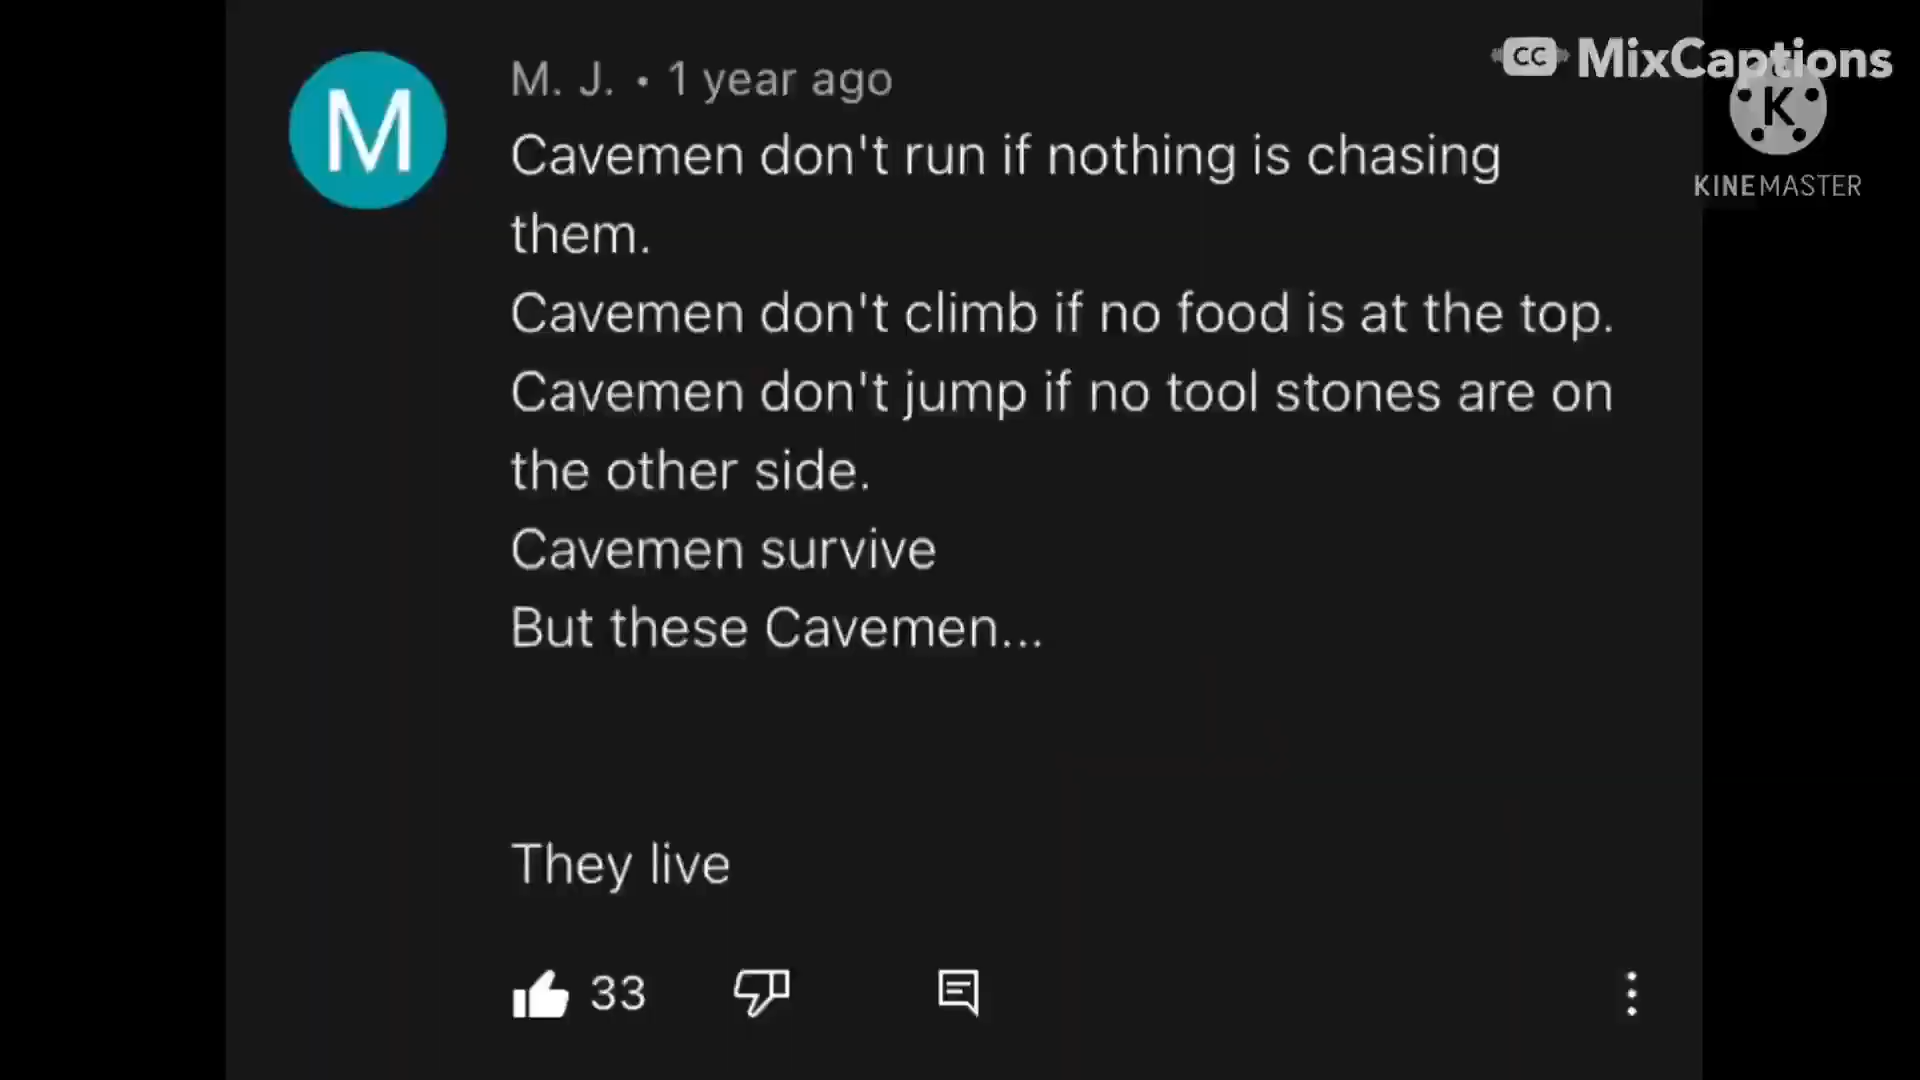 M. J. • 1 year ago
Cavemen don't run if nothing is chasing
them.
Cavemen don't climb if no food is at the top.
Cavemen don't jump if no tool stones are on
the other side.
Cavemen survive
But these Cavemen...
They live
33
M
CC MixCaptions
K
KINEMASTER